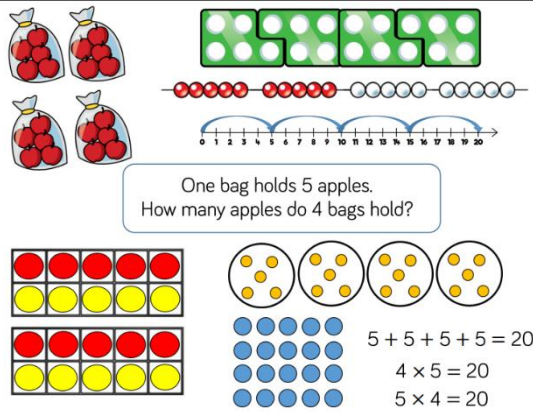 0 1 2 3 4 5 6 7 8 9 10 11 12 13 14 15 16 17 18 19 20
One bag holds 5 apples.
How many apples do 4 bags hold?
5 + 5 + 5 + 5 = 20
4 × 5 = 20
5 × 4 = 20